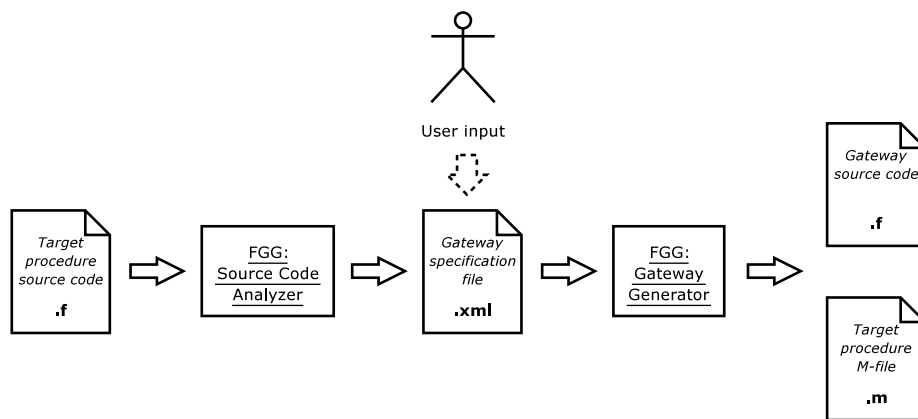 User input
Target
procedure
source code
.f
FGG:
Source Code
Analyzer
Gateway
specification
file
.xml
FGG:
Gateway
Generator
Gateway
source code
.f
Target
procedure
M-file
.m